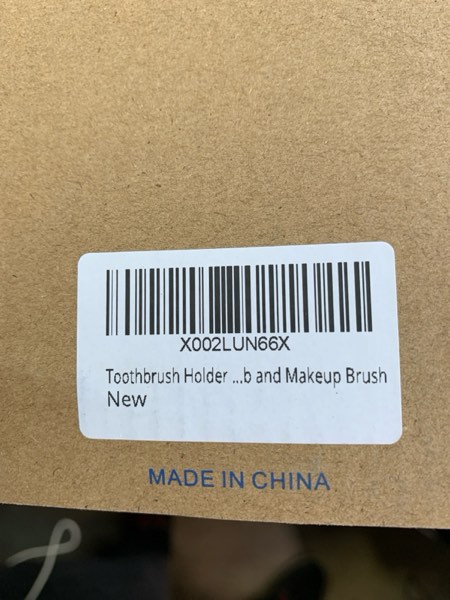 X002LUN66X
Toothbrush Holder ...b and Makeup Brush
New
MADE IN CHINA